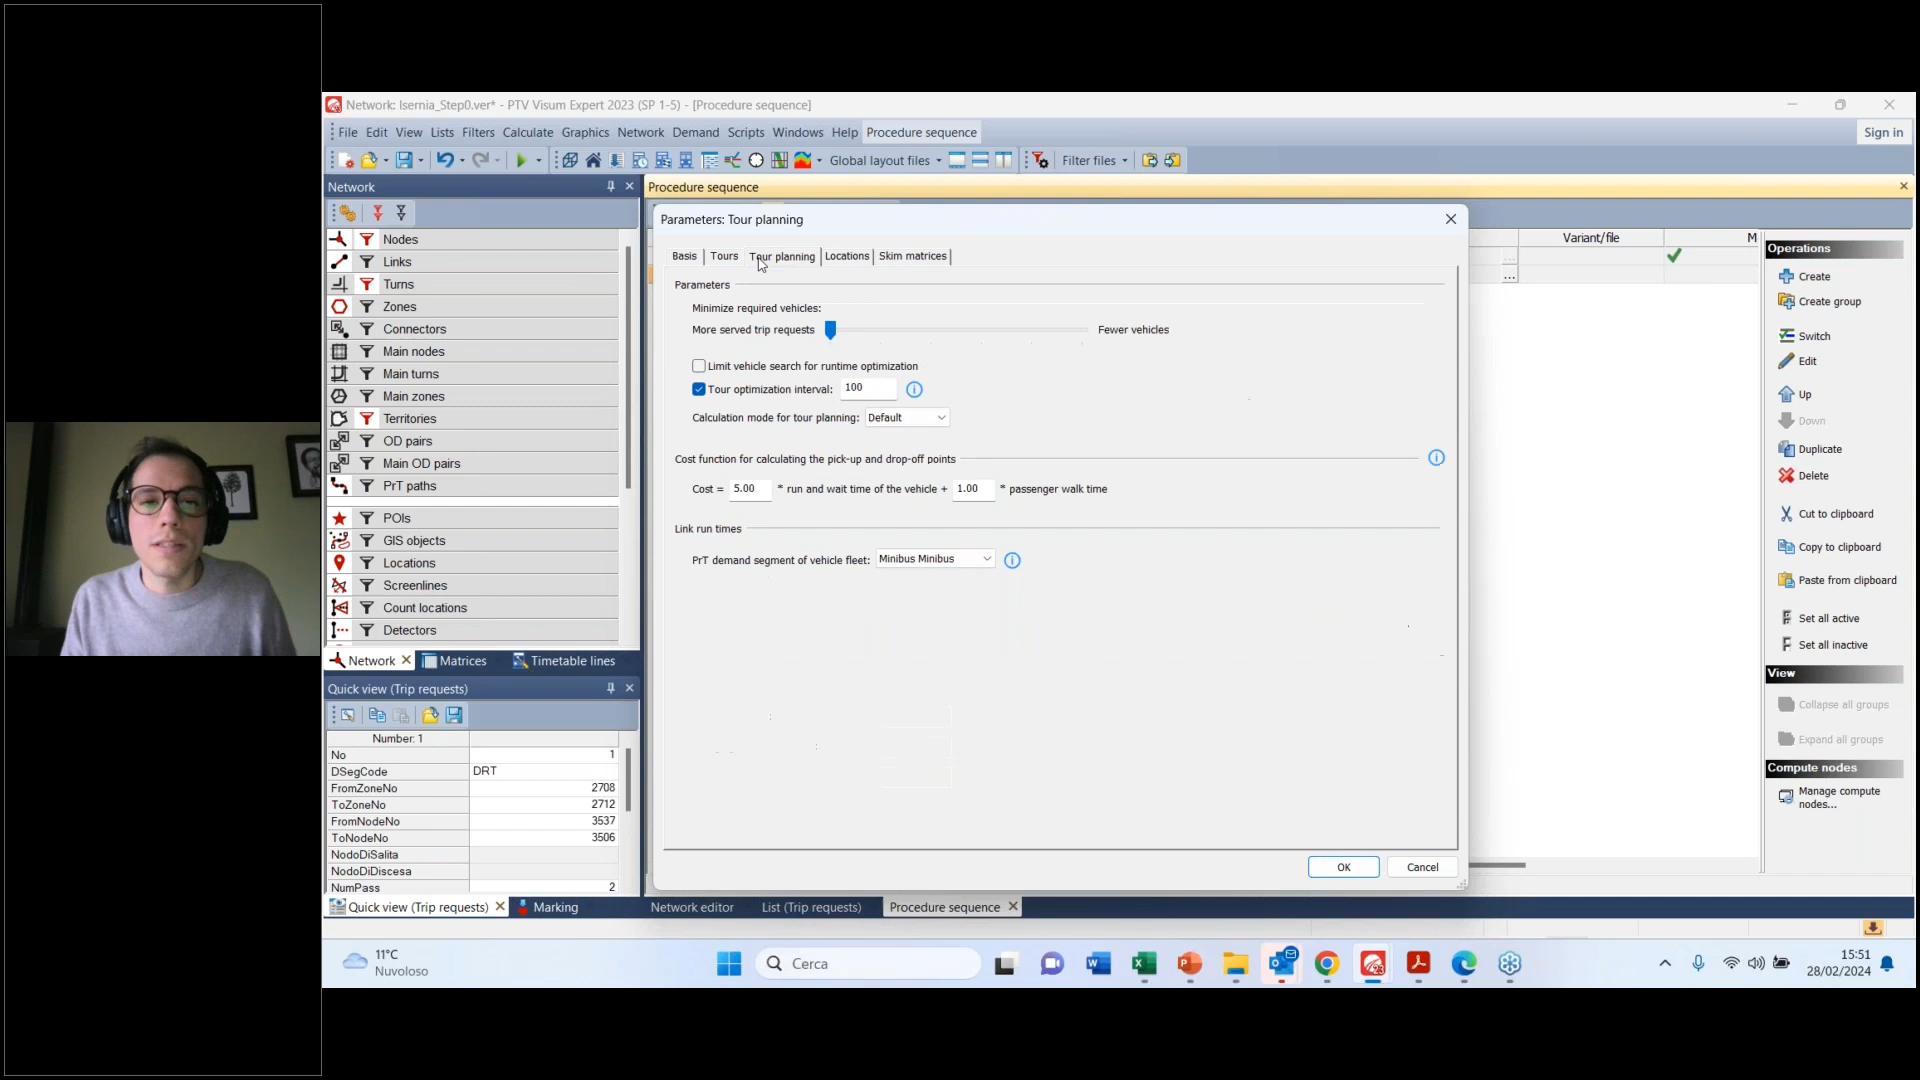 Network: Isernia_Step0.ver* - PTV Visum Expert 2023 (SP 1-5) - [Procedure sequence]
File Edit View Lists Filters Calculate Graphics Network Demand Scripts Windows Help Procedure sequence
Sign in
Global layout files
Filter files
Network
Nodes
Links
Turns
Zones
Connectors
Main nodes
Main turns
Main zones
Territories
OD pairs
Main OD pairs
PrT paths
POIs
GIS objects
Locations
Screenlines
Count locations
Detectors
Network Matrices Timetable lines
Quick view (Trip requests)
Number: 1
No 1
DSegCode DRT
FromZoneNo 2708
ToZoneNo 2712
FromNodeNo 3537
ToNodeNo 3506
NodoDiSalita
NodoDiDiscesa
NumPass 2
Quick view (Trip requests) Marking
Procedure sequence
Parameters: Tour planning
Basis Tours Tour planning Locations Skim matrices
Parameters
Minimize required vehicles:
More served trip requests Fewer vehicles
Limit vehicle search for runtime optimization
Tour optimization interval: 100
Calculation mode for tour planning: Default
Cost function for calculating the pick-up and drop-off points
Cost = 5.00 * run and wait time of the vehicle + 1.00 * passenger walk time
Link run times
PrT demand segment of vehicle fleet: Minibus Minibus
OK Cancel
Variant/file M
...
...
Operations
Create
Create group
Switch
Edit
Up
Down
Duplicate
Delete
Cut to clipboard
Copy to clipboard
Paste from clipboard
Set all active
Set all inactive
View
Collapse all groups
Expand all groups
Compute nodes
Manage compute
nodes...
Network editor List (Trip requests) Procedure sequence
11°C
Nuvoloso
Cerca
15:51
28/02/2024